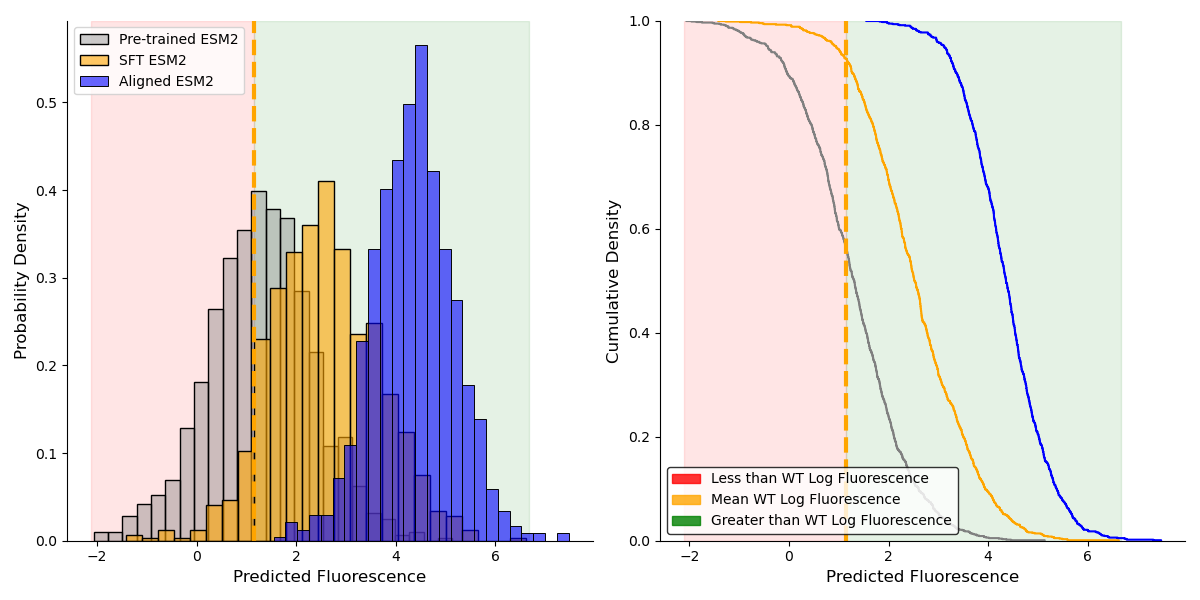 Pre-trained ESM2
SFT ESM2
Aligned ESM2
Probability Density
0.5
0.4
0.3
0.2
0.1
0.0
−2
0
2
4
6
Predicted Fluorescence
Cumulative Density
1.0
0.8
0.6
0.4
0.2
0.0
Less than WT Log Fluorescence
Mean WT Log Fluorescence
Greater than WT Log Fluorescence
−2
0
2
4
6
Predicted Fluorescence